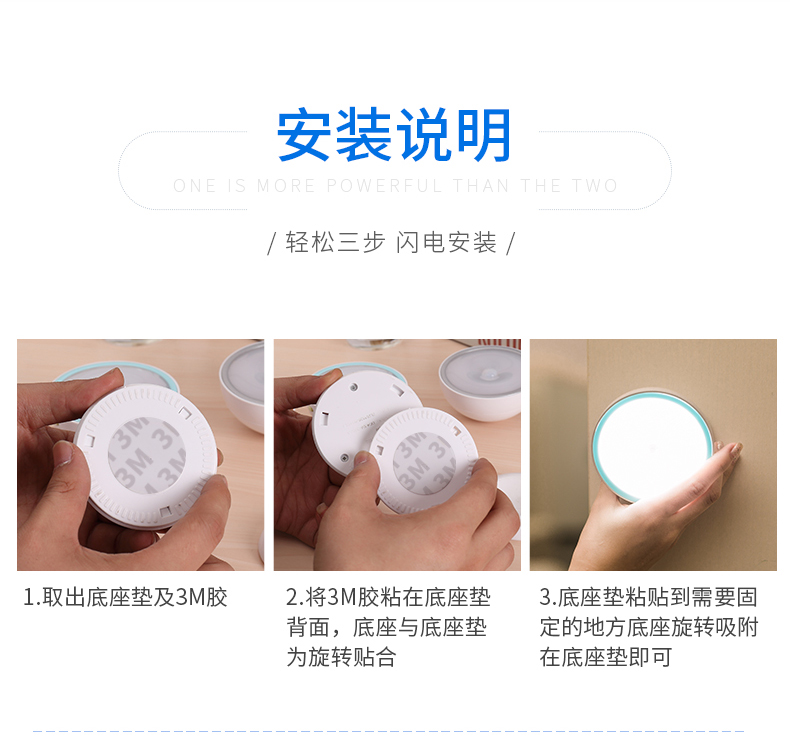 安装说明
ONE IS MORE POWERFUL THAN THE TWO
/ 轻松三步 闪电安装 /
3M 3M
3M 3M
1.取出底座垫及3M胶
2.将3M胶粘在底座垫
背面，底座与底座垫
为旋转贴合
3.底座垫粘贴到需要固
定的地方底座旋转吸附
在底座垫即可